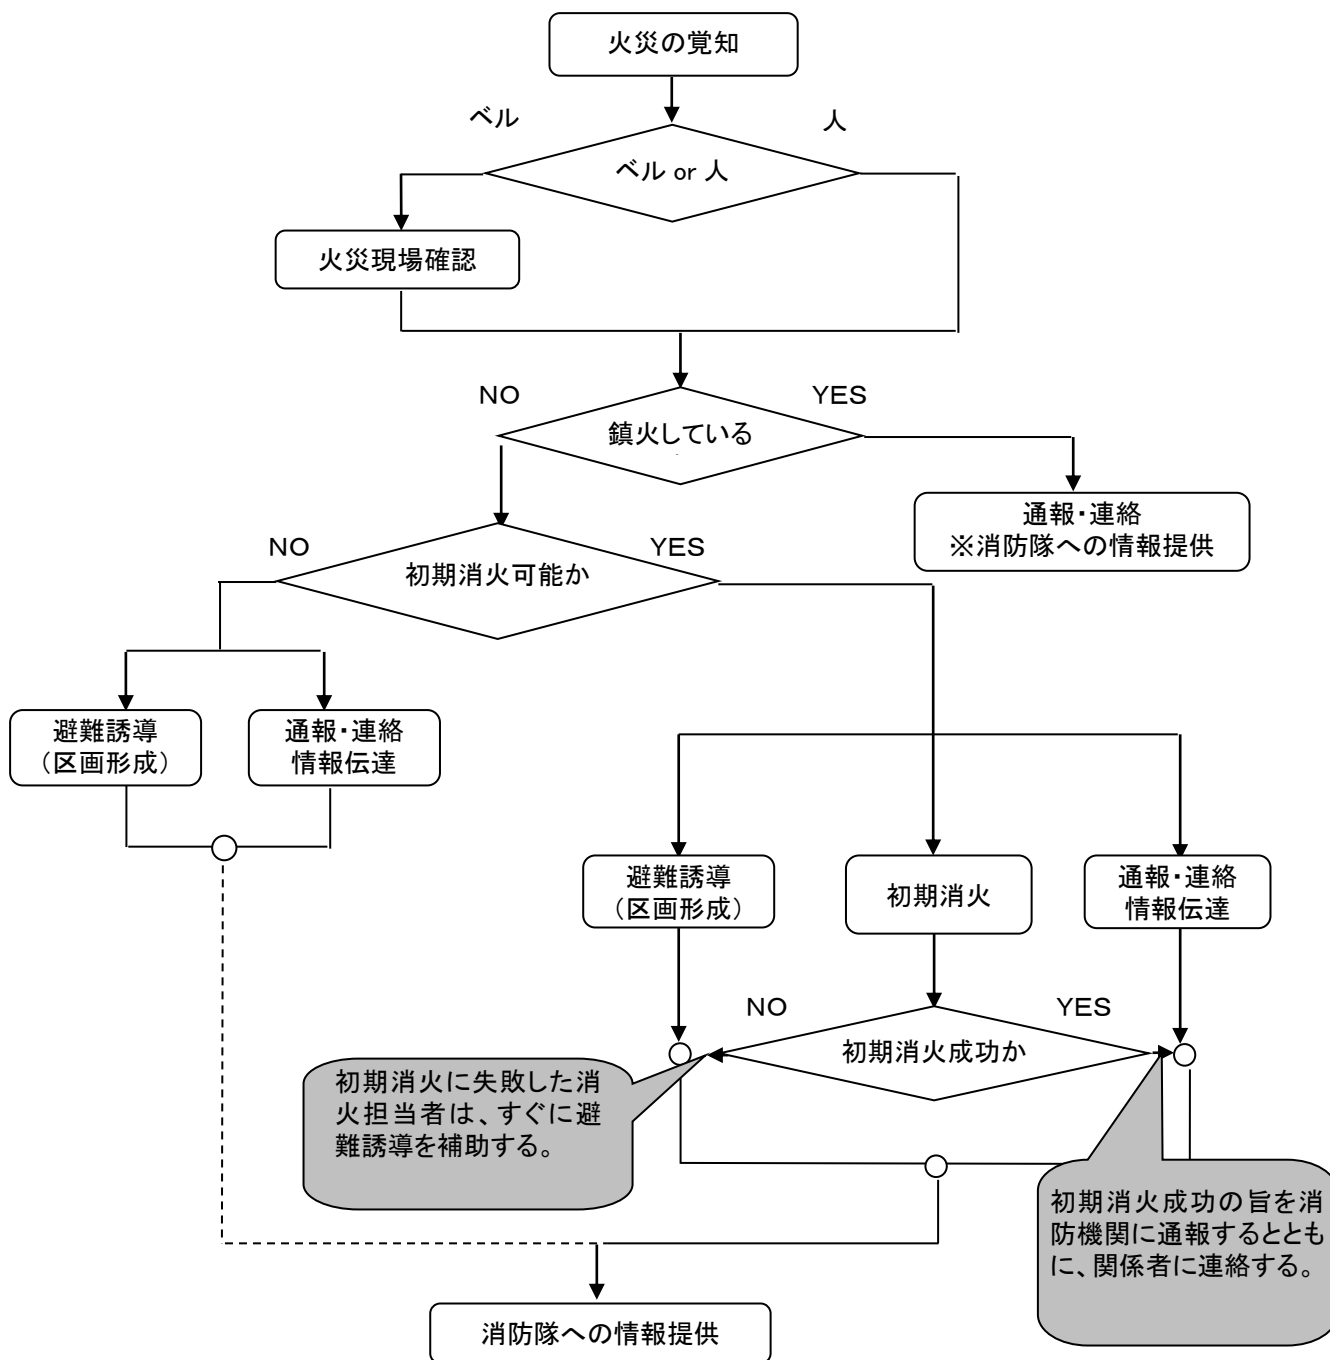 火災の覚知
ベル
人
ベル or 人
火災現場確認
NO
YES
鎮火している
通報・連絡
※消防隊への情報提供
NO
YES
初期消火可能か
避難誘導
（区画形成）
通報・連絡
情報伝達
避難誘導
（区画形成）
初期消火
通報・連絡
情報伝達
NO
YES
初期消火成功か
初期消火に失敗した消
火担当者は、すぐに避
難誘導を補助する。
初期消火成功の旨を消
防機関に通報するととも
に、関係者に連絡する。
消防隊への情報提供